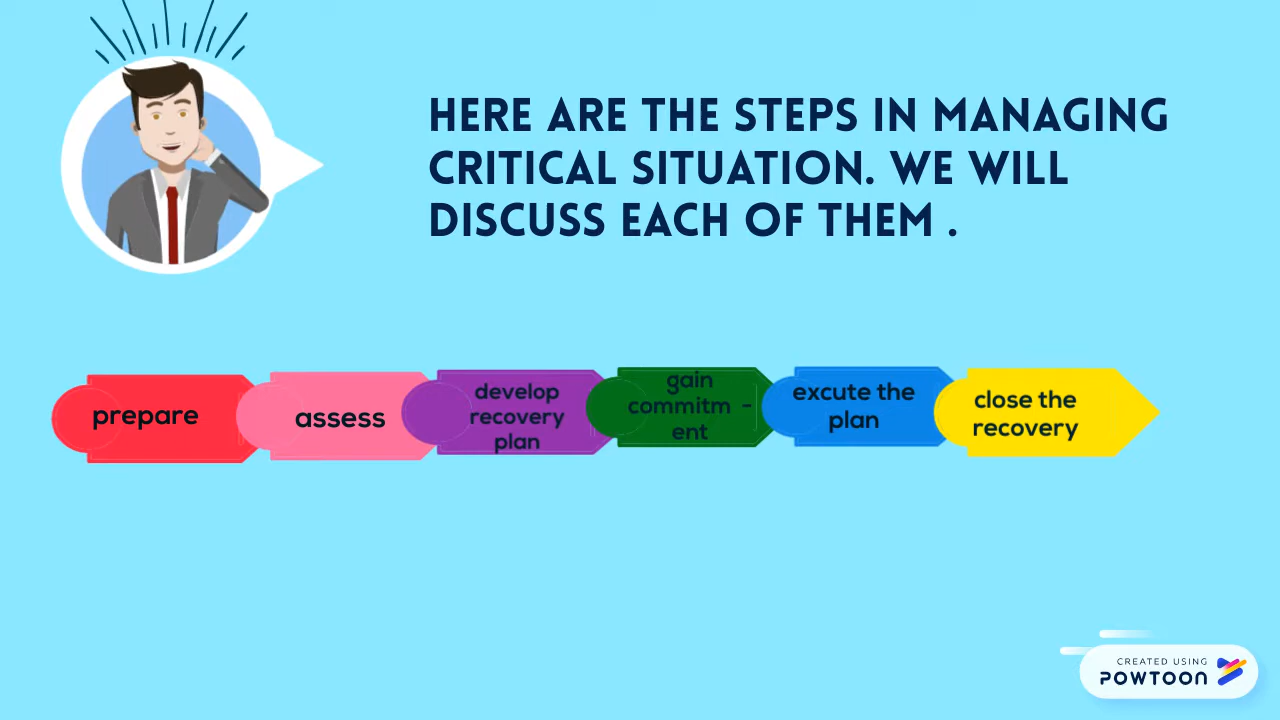 HERE ARE THE STEPS IN MANAGING
CRITICAL SITUATION. WE WILL
DISCUSS EACH OF THEM .
prepare
assess
develop
recovery
plan
gain
commitm -
ent
excute the
plan
close the
recovery
CREATED USING
POWTOON